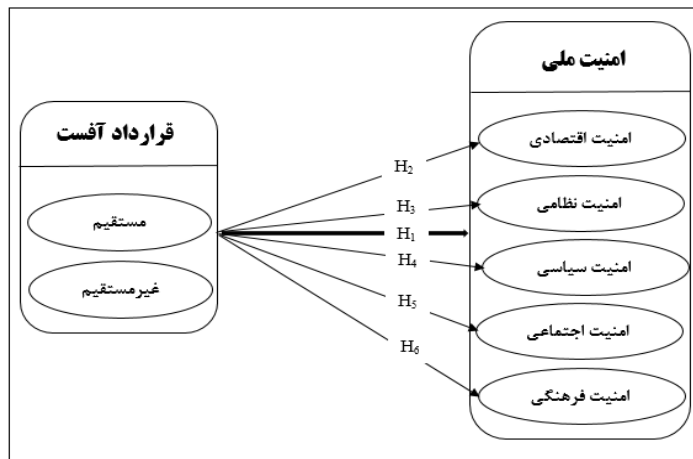 امنیت ملی
امنیت اقتصادی
امنیت نظامی
امنیت سیاسی
امنیت اجتماعی
امنیت فرهنگی
قرارداد آفست
مستقیم
غیرمستقیم
H2
H3
H1
H4
H5
H6